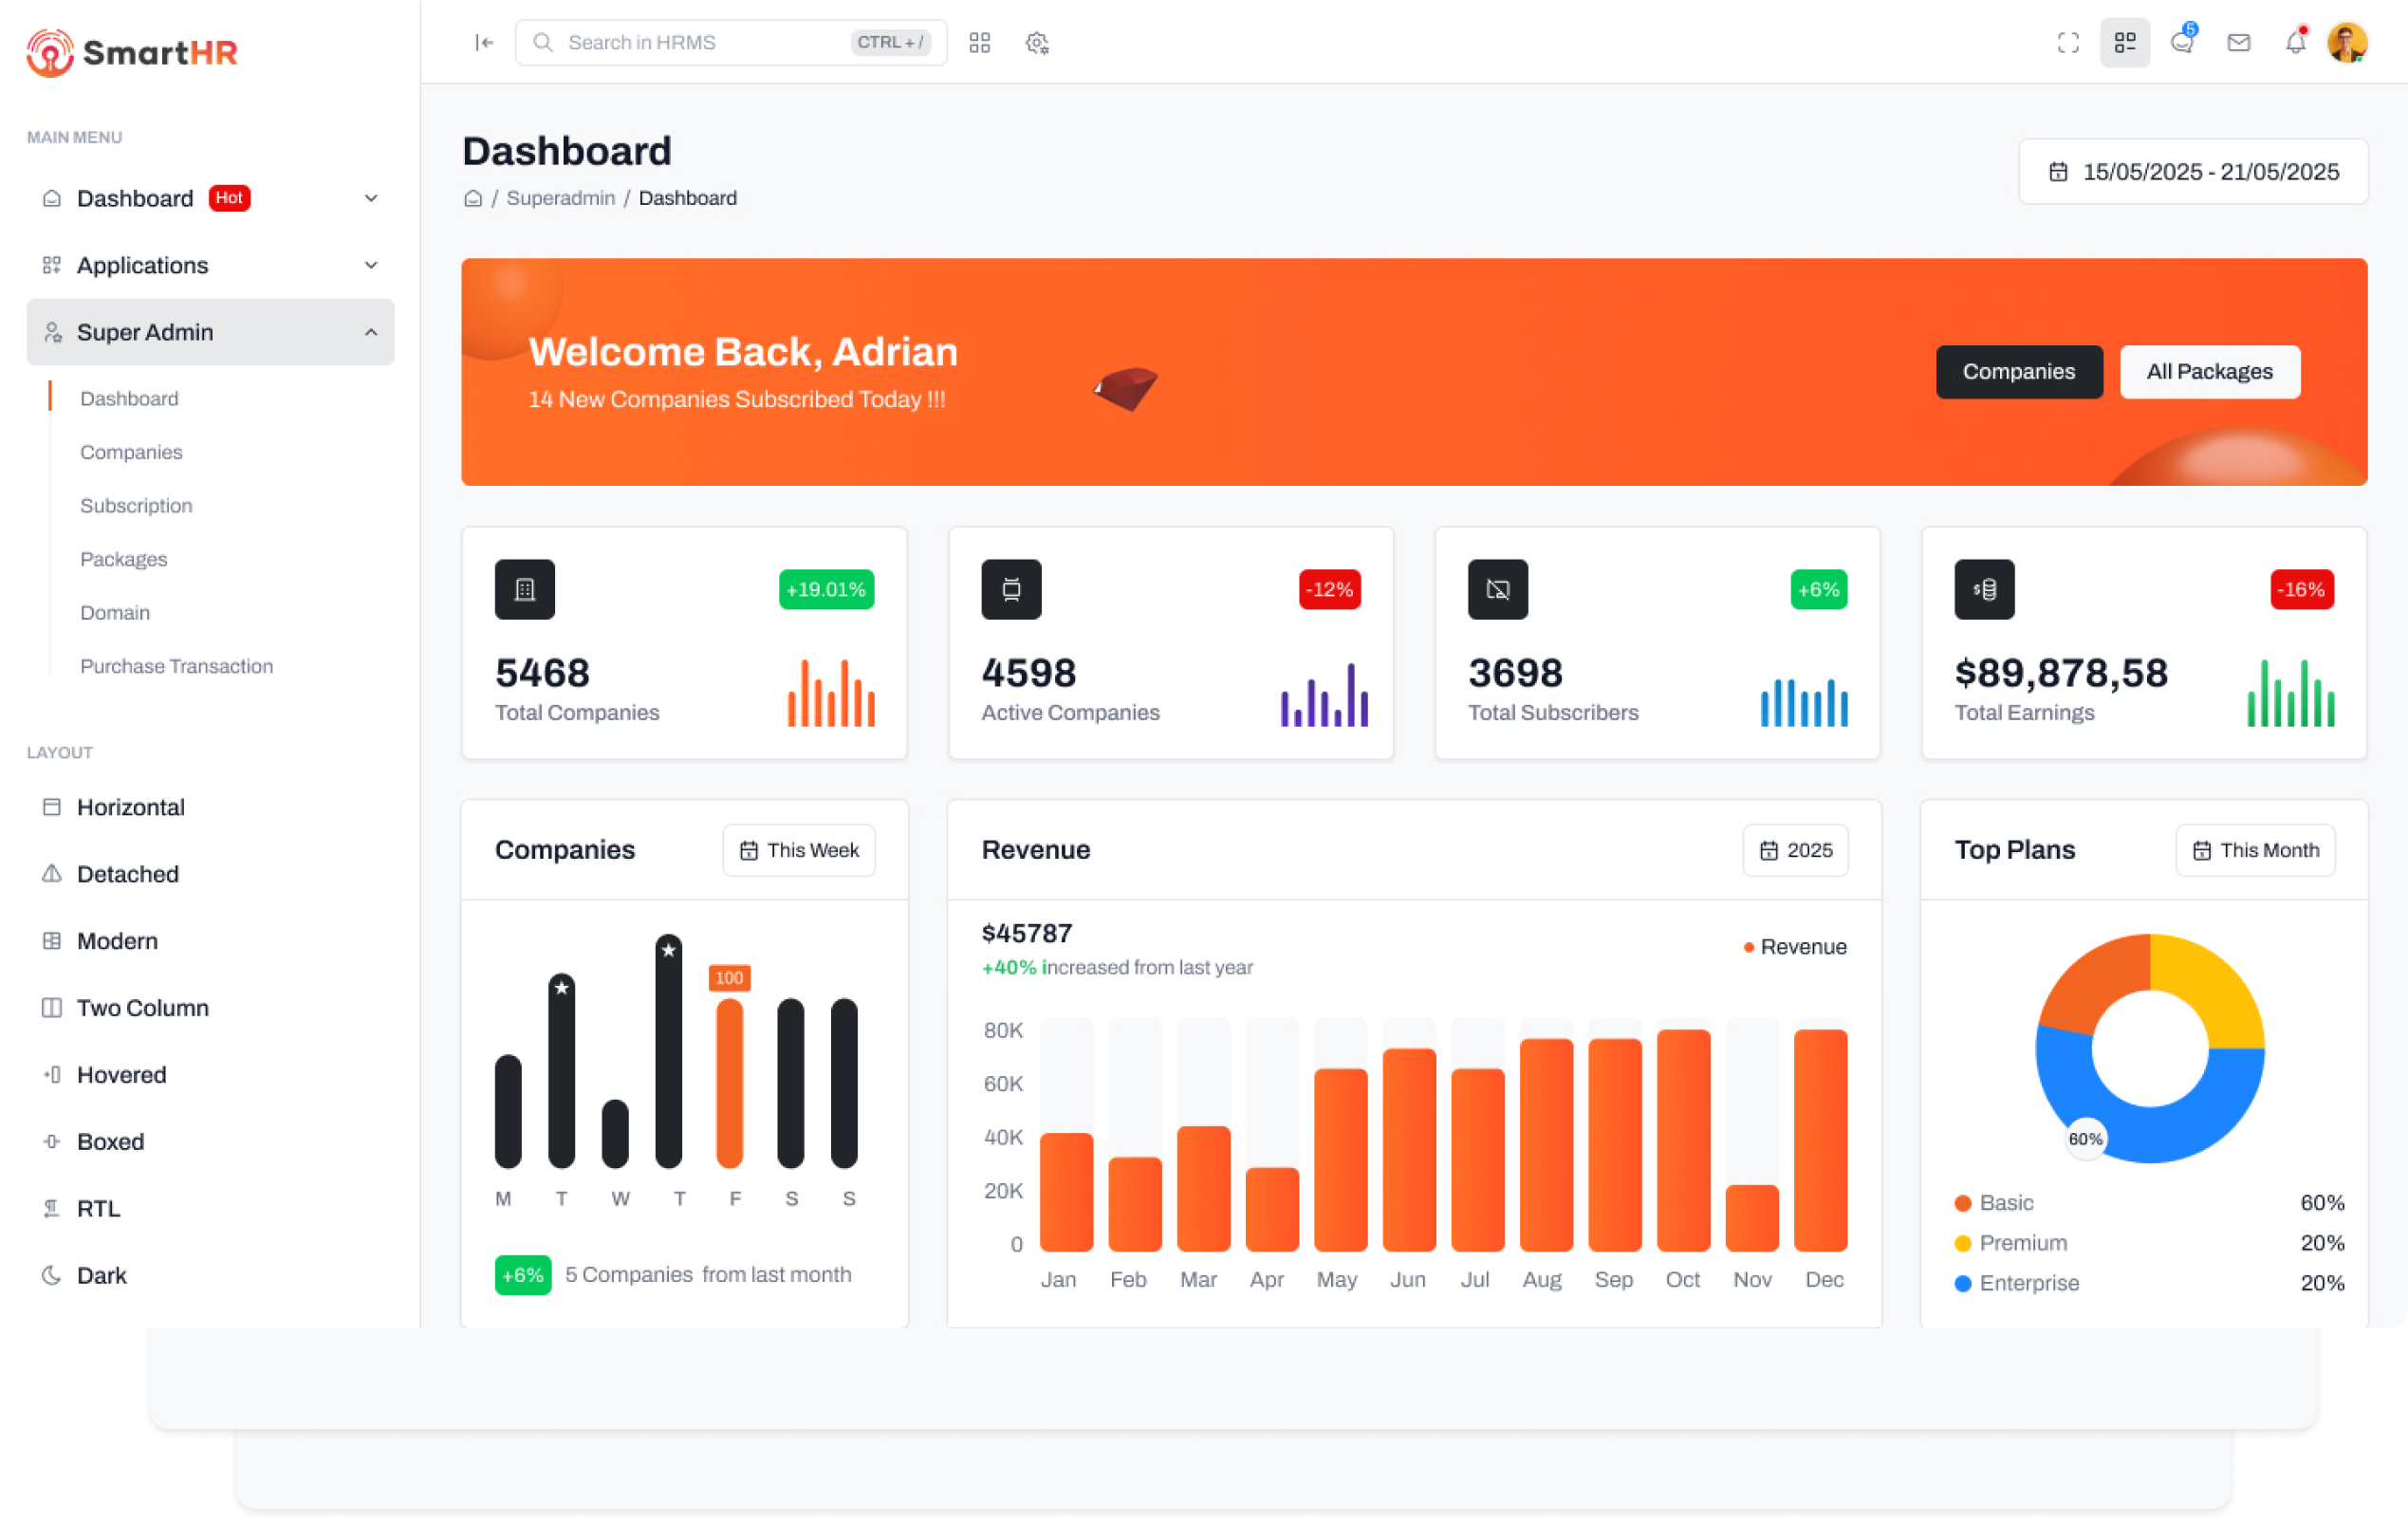 SmartHR
MAIN MENU
Dashboard Hot
Applications
Super Admin
Dashboard
Companies
Subscription
Packages
Domain
Purchase Transaction
LAYOUT
Horizontal
Detached
Modern
Two Column
Hovered
Boxed
RTL
Dark
Search in HRMS CTRL + /
5
Dashboard
/ Superadmin / Dashboard
15/05/2025 - 21/05/2025
Welcome Back, Adrian
14 New Companies Subscribed Today !!!
Companies All Packages
+19.01%
5468
Total Companies
-12%
4598
Active Companies
+6%
3698
Total Subscribers
$
-16%
$89,878,58
Total Earnings
Companies This Week
100
M T W T F S S
+6% 5 Companies from last month
Revenue 2025
$45787
+40% increased from last year
Revenue
80K
60K
40K
20K
0
Jan Feb Mar Apr May Jun Jul Aug Sep Oct Nov Dec
Top Plans This Month
60%
Basic 60%
Premium 20%
Enterprise 20%